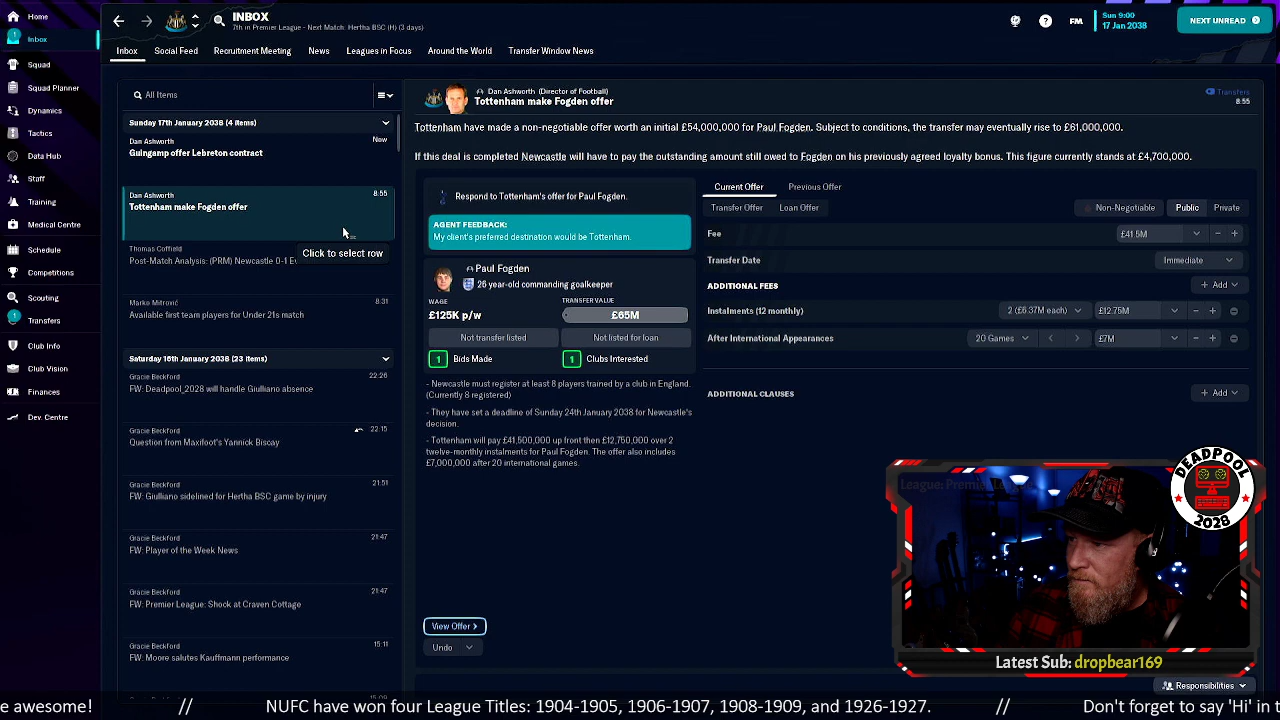 Home
INBOX
7th in Premier League - Next Match: Hertha BSC (H) (3 days)
FM
Sun 9:00
17 Jan 2038
NEXT UNREAD
Inbox
Squad
Squad Planner
Dynamics
Tactics
Data Hub
Staff
Training
Medical Centre
Schedule
Competitions
Scouting
Transfers
Club Info
Club Vision
Finances
Dev. Centre
Inbox
Social Feed
Recruitment Meeting
News
Leagues in Focus
Around the World
Transfer Window News
All Items
Sunday 17th January 2038 (4 items)
Dan Ashworth
Now
Guingamp offer Lebreton contract
Dan Ashworth
8:55
Tottenham make Fogden offer
Thomas Coffield
Post-Match Analysis: (PRM) Newcastle 0-1 Ev
Click to select row
Marko Mitrović
8:31
Available first team players for Under 21s match
Saturday 16th January 2038 (23 items)
Gracie Beckford
22:26
FW: Deadpool_2028 will handle Giulliano absence
Gracie Beckford
22:15
Question from Maxifoot's Yannick Biscay
Gracie Beckford
21:51
FW: Giulliano sidelined for Hertha BSC game by injury
Gracie Beckford
21:47
FW: Player of the Week News
Gracie Beckford
21:47
FW: Premier League: Shock at Craven Cottage
Gracie Beckford
15:11
FW: Moore salutes Kauffmann performance
Gracie Beckford
15:09
Dan Ashworth (Director of Football)
Tottenham make Fogden offer
Transfers
8:55
Tottenham have made a non-negotiable offer worth an initial £54,000,000 for Paul Fogden. Subject to conditions, the transfer may eventually rise to £61,000,000.
If this deal is completed Newcastle will have to pay the outstanding amount still owed to Fogden on his previously agreed loyalty bonus. This figure currently stands at £4,700,000.
Respond to Tottenham's offer for Paul Fogden.
AGENT FEEDBACK:
My client's preferred destination would be Tottenham.
Paul Fogden
26 year-old commanding goalkeeper
WAGE
TRANSFER VALUE
£125K p/w
£65M
Not transfer listed
Not listed for loan
1 Bids Made
1 Clubs Interested
- Newcastle must register at least 8 players trained by a club in England.
(Currently 8 registered)
- They have set a deadline of Sunday 24th January 2038 for Newcastle's
decision.
- Tottenham will pay £41,500,000 up front then £12,750,000 over 2
twelve-monthly instalments for Paul Fogden. The offer also includes
£7,000,000 after 20 international games.
View Offer
Undo
Current Offer
Previous Offer
Transfer Offer
Loan Offer
Non-Negotiable
Public
Private
Fee
£41.5M
Transfer Date
Immediate
ADDITIONAL FEES
+ Add
Instalments (12 monthly)
2 (£6.37M each)
£12.75M
After International Appearances
20 Games
£7M
ADDITIONAL CLAUSES
+ Add
League: Premier League
DEADPOOL
2028
Latest Sub: dropbear169
Responsibilities
e awesome! // NUFC have won four League Titles: 1904-1905, 1906-1907, 1908-1909, and 1926-1927. // Don't forget to say 'Hi' in t